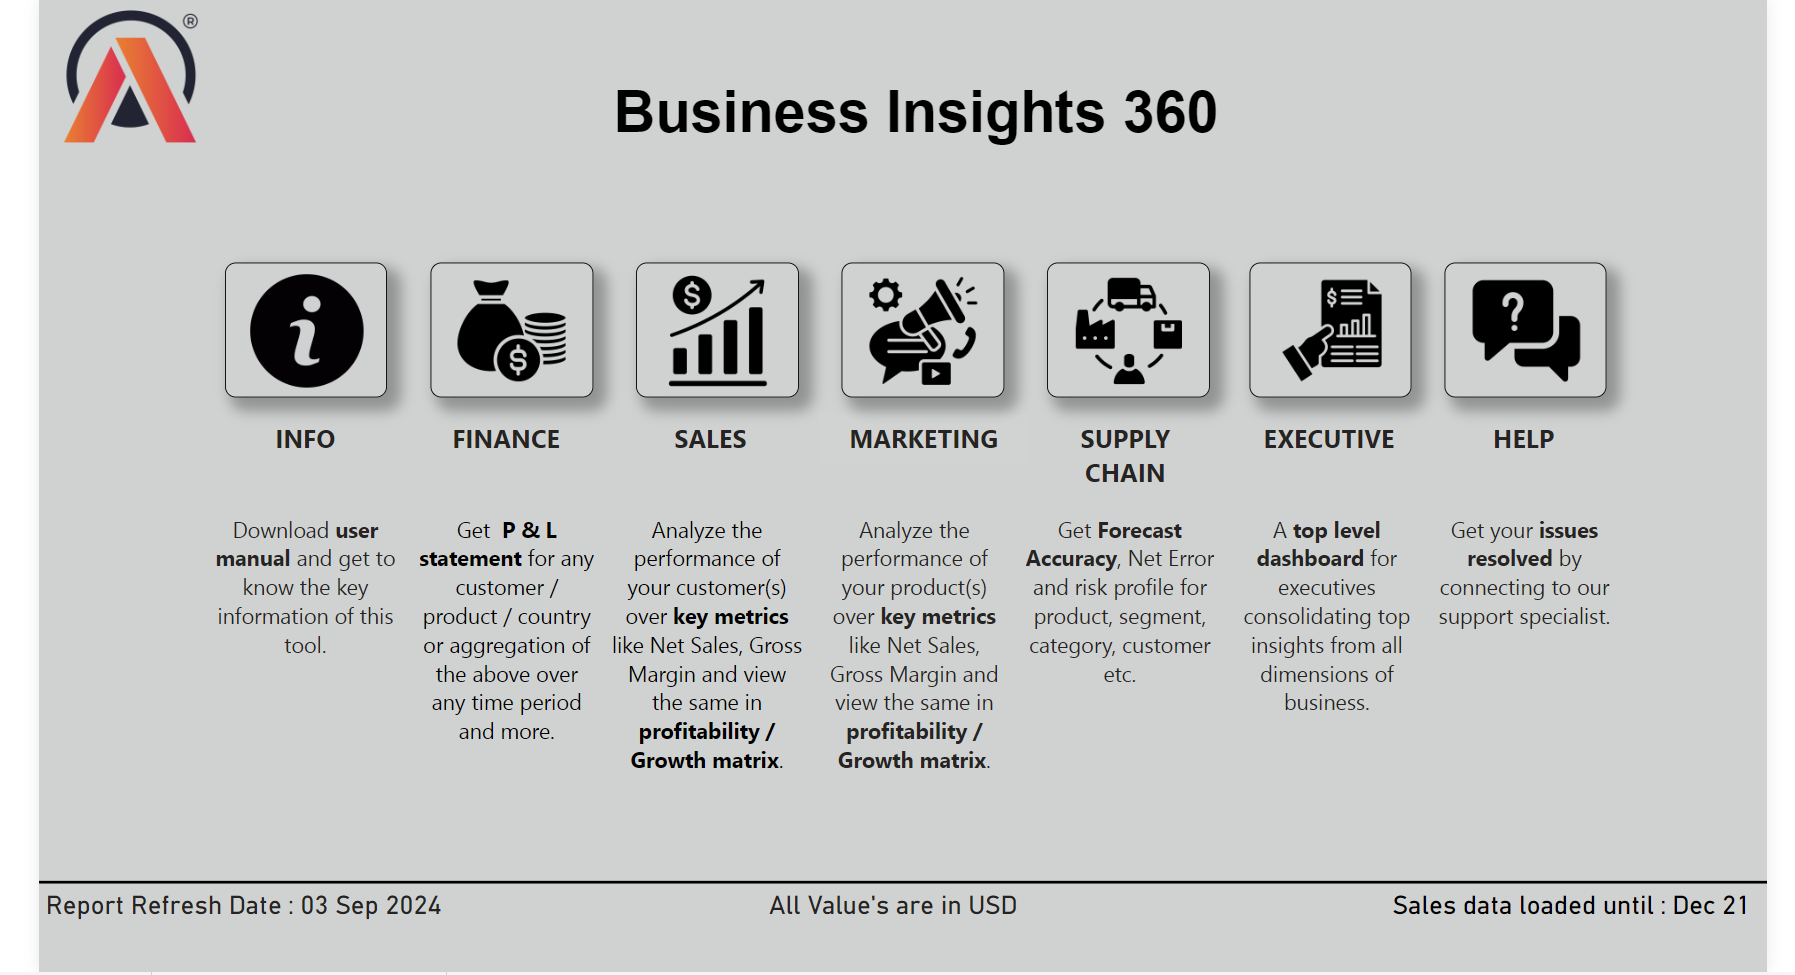 ®
Business Insights 360
INFO
Download user
manual and get to
know the key
information of this
tool.
FINANCE
Get P & L
statement for any
customer /
product / country
or aggregation of
the above over
any time period
and more.
SALES
Analyze the
performance of
your customer(s)
over key metrics
like Net Sales, Gross
Margin and view
the same in
profitability /
Growth matrix.
MARKETING
Analyze the
performance of
your product(s)
over key metrics
like Net Sales,
Gross Margin and
view the same in
profitability /
Growth matrix.
SUPPLY
CHAIN
Get Forecast
Accuracy, Net Error
and risk profile for
product, segment,
category, customer
etc.
EXECUTIVE
A top level
dashboard for
executives
consolidating top
insights from all
dimensions of
business.
HELP
Get your issues
resolved by
connecting to our
support specialist.
Report Refresh Date : 03 Sep 2024
All Value's are in USD
Sales data loaded until : Dec 21